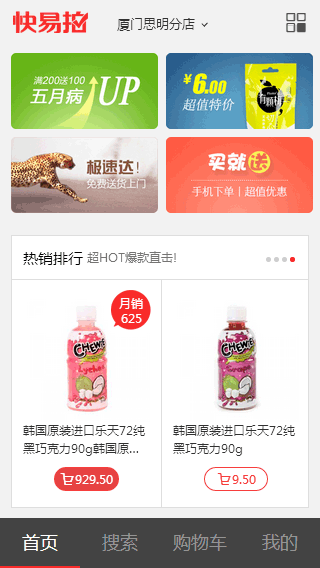 快易拍
厦门思明分店
满200送100
五月病
UP
¥6.00
超值特价
有颗
极速达!
免费送货上门
买就送
手机下单 | 超值优惠
热销排行 超HOT爆款直击!
月销
625
CHEWIE
Lychee
CHEWIE
Grape
韩国原装进口乐天72纯
黑巧克力90g韩国原...
韩国原装进口乐天72纯
黑巧克力90g
929.50
9.50
首页 搜索 购物车 我的